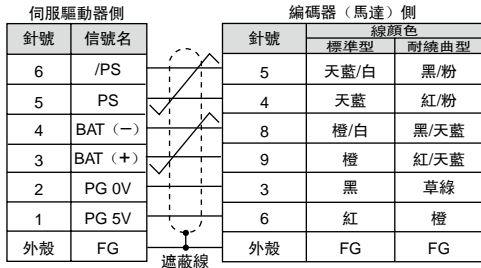 伺服驅動器側 編碼器（馬達）側
針號 信號名 針號 線顏色
標準型 耐繞曲型
6 /PS 5 天藍/白 黑/粉
5 PS 4 天藍 紅/粉
4 BAT（−） 8 橙/白 黑/天藍
3 BAT（+） 9 橙 紅/天藍
2 PG 0V 3 黑 草綠
1 PG 5V 6 紅 橙
外殼 FG 外殼 FG FG
遮蔽線